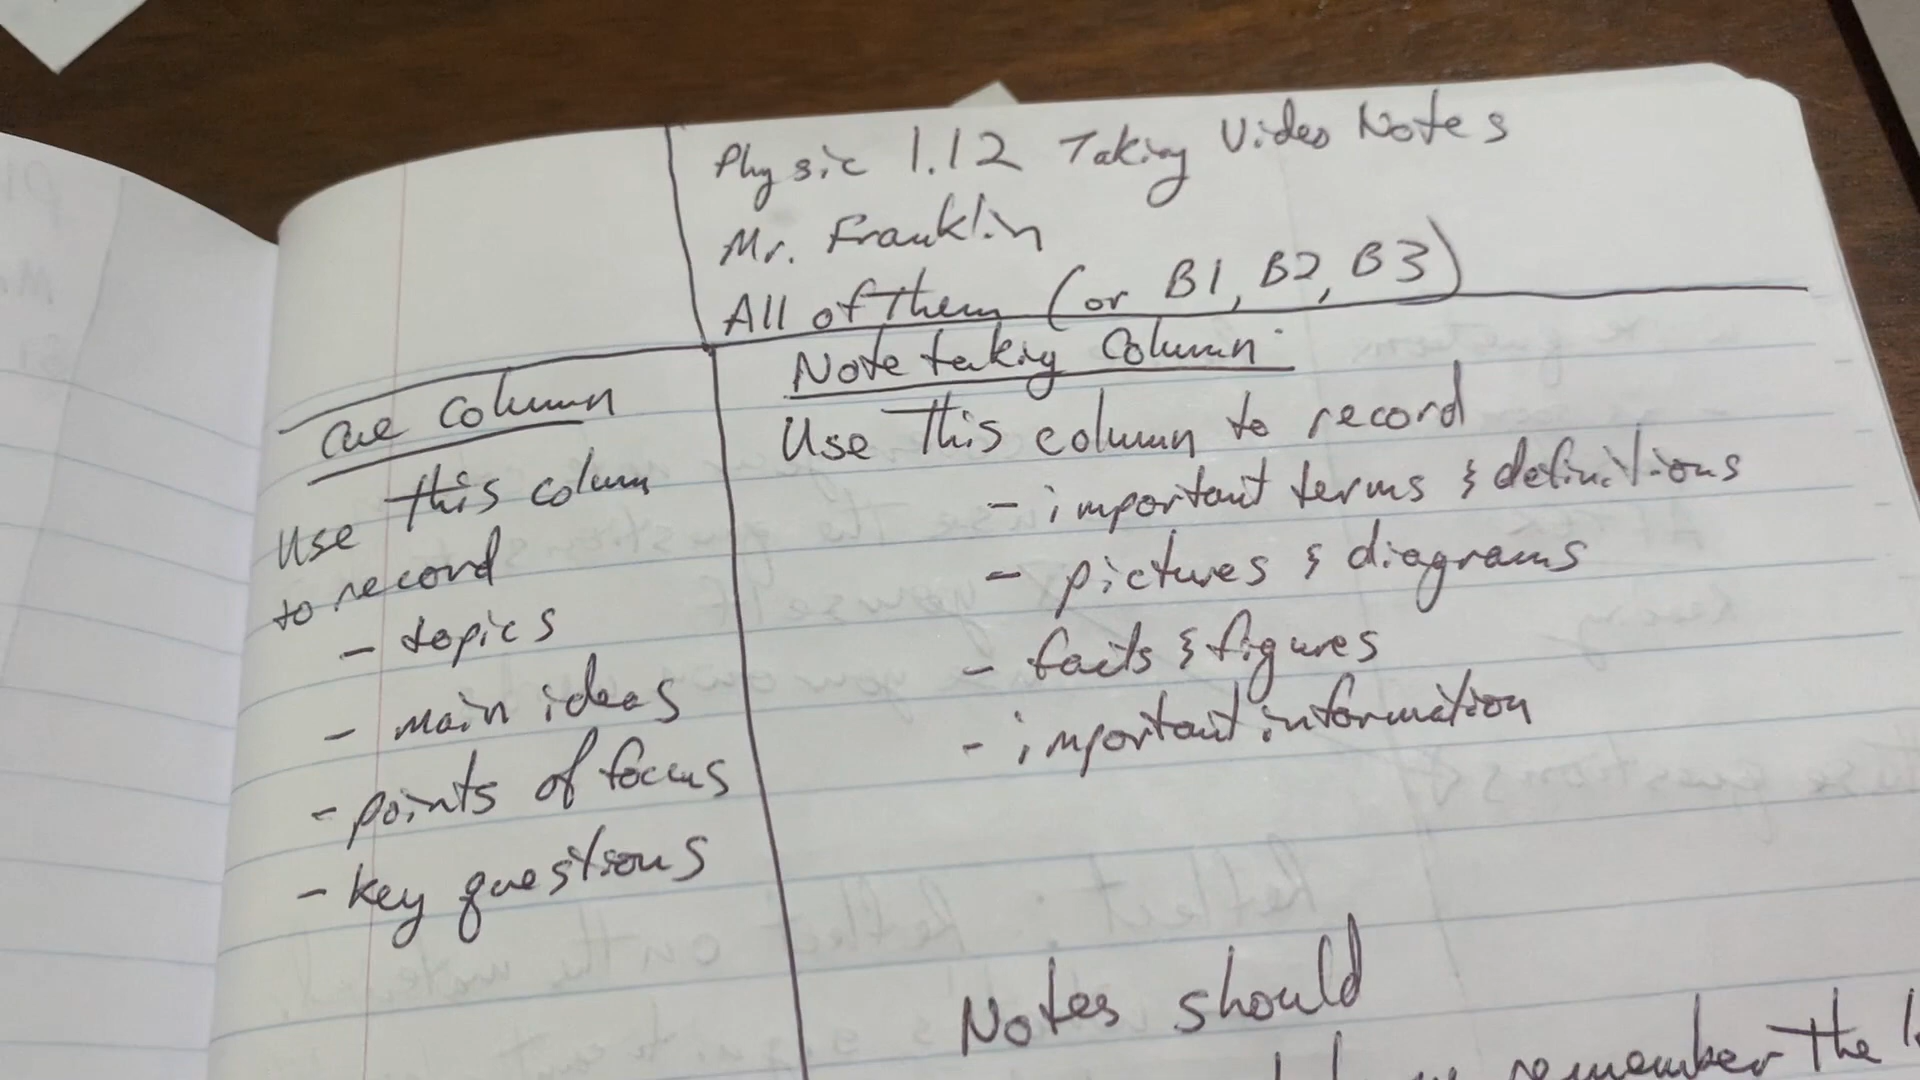 Physic 1.12 Taking Video Notes
Mr. Franklin
All of Them (or B1, B2, B3)
Cue Column
Use this column
to record
- topics
- main ideas
- points of focus
- key questions
Note taking Column
Use This column to record
- important terms & definitions
- pictures & diagrams
- facts & figures
- important information
Notes should
remember the